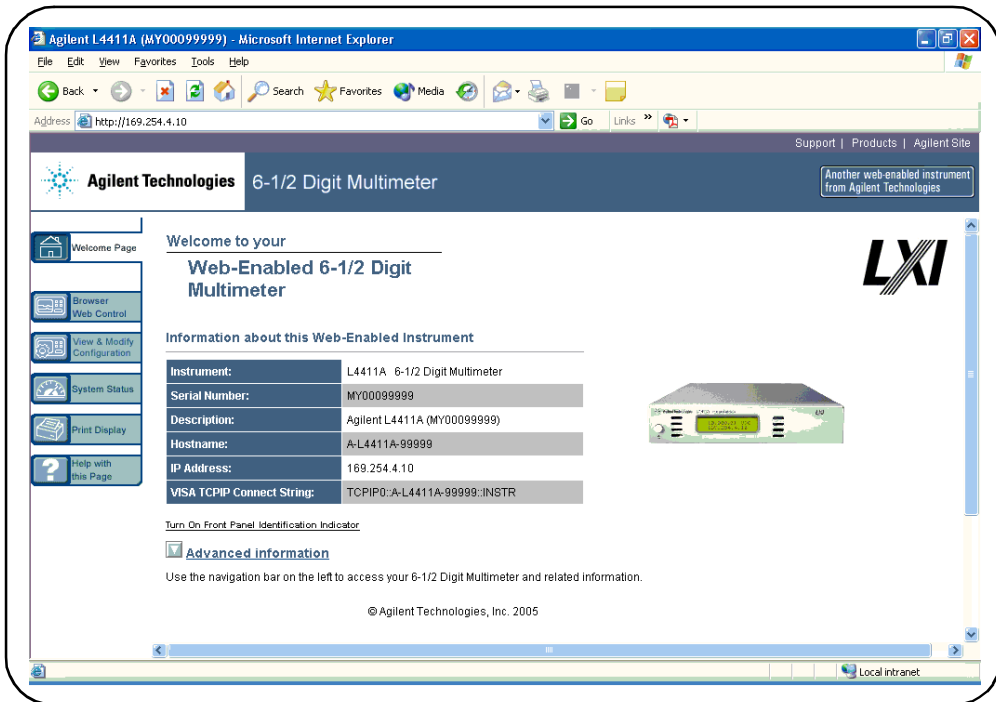 Agilent L4411A (MY00099999) - Microsoft Internet Explorer
File Edit View Favorites Tools Help
Back Search Favorites Media
Address http://169.254.4.10 Go Links »
Support | Products | Agilent Site
Agilent Technologies 6-1/2 Digit Multimeter
Another web-enabled instrument
from Agilent Technologies
Welcome Page
Browser
Web Control
View & Modify
Configuration
System Status
Print Display
Help with
this Page
Welcome to your
Web-Enabled 6-1/2 Digit
Multimeter
LXI
Information about this Web-Enabled Instrument
Instrument: L4411A 6-1/2 Digit Multimeter
Serial Number: MY00099999
Description: Agilent L4411A (MY00099999)
Hostname: A-L4411A-99999
IP Address: 169.254.4.10
VISA TCPIP Connect String: TCPIP0::A-L4411A-99999::INSTR
Turn On Front Panel Identification Indicator
Advanced information
Use the navigation bar on the left to access your 6-1/2 Digit Multimeter and related information.
© Agilent Technologies, Inc. 2005
Local intranet